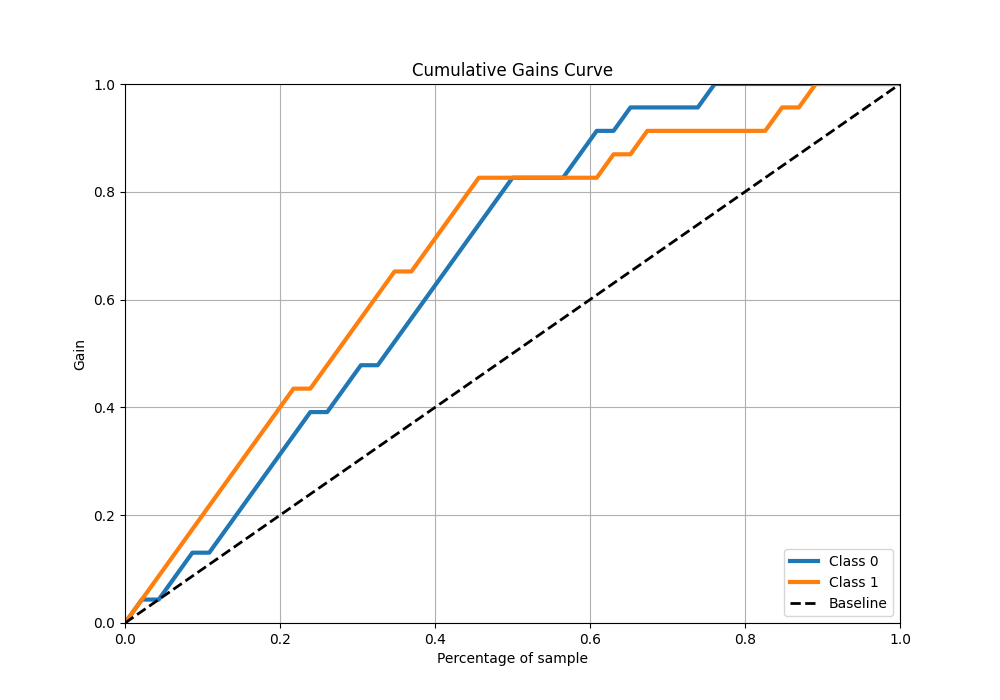 Cumulative Gains Curve
1.0
0.8
0.6
0.4
0.2
0.0
Gain
0.0 0.2 0.4 0.6 0.8 1.0
Percentage of sample
Class 0
Class 1
Baseline